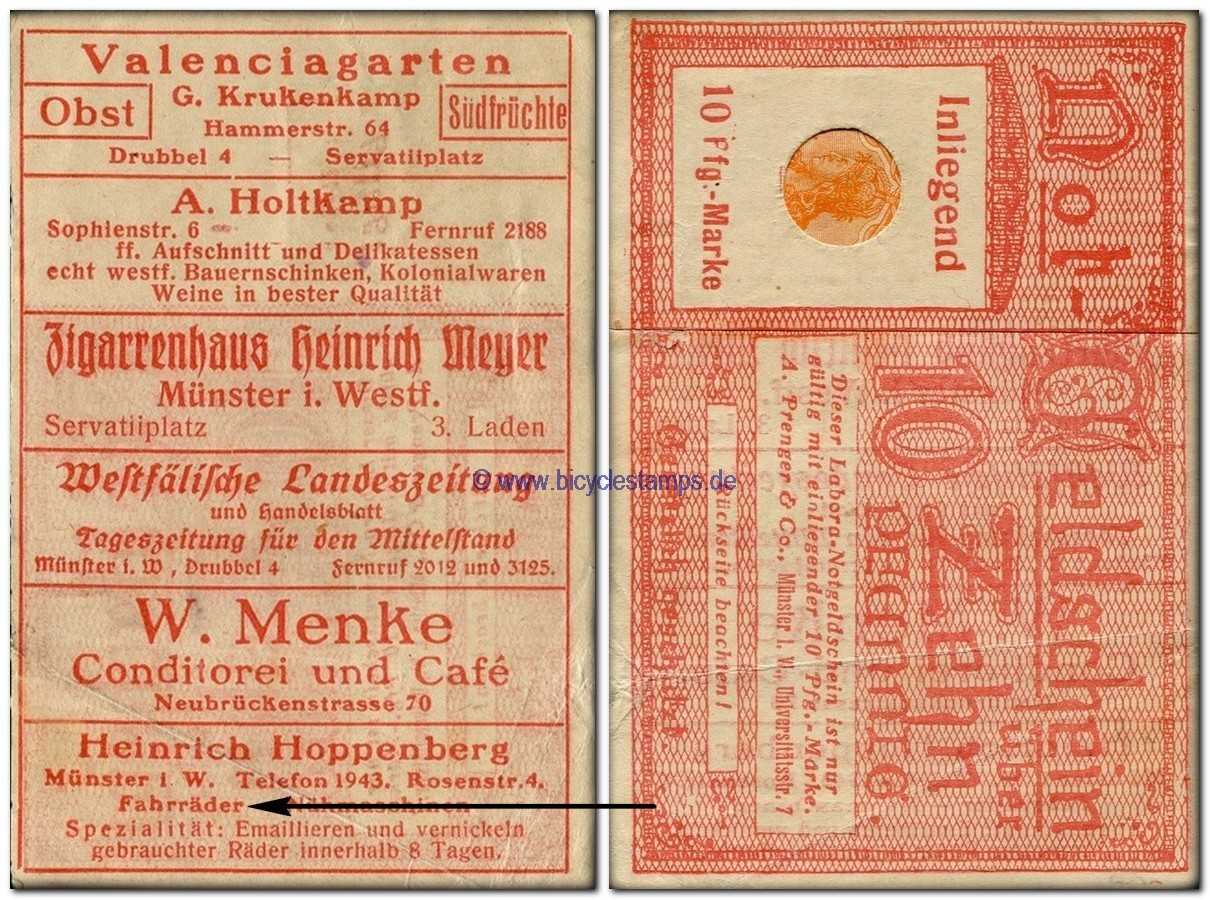 Valenciagarten
Obst
G. Krukenkamp
Südfrüchte
Hammerstr. 64
Drubbel 4 — Servatiiplatz
A. Holtkamp
Sophienstr. 6 Fernruf 2188
ff. Aufschnitt und Delikatessen
echt westf. Bauernschinken, Kolonialwaren
Weine in bester Qualität
Zigarrenhaus Heinrich Meyer
Münster i. Westf.
Servatiiplatz 3. Laden
Westfälische Landeszeitung
und Handelsblatt
Tageszeitung für den Mittelstand
Münster i. W, Drubbel 4 Fernruf 2012 und 3125.
W. Menke
Conditorei und Café
Neubrückenstrasse 70
Heinrich Hoppenberg
Münster i. W. Telefon 1943. Rosenstr. 4.
Fahrräder Nähmaschinen
Spezialität: Emaillieren und vernickeln
gebrauchter Räder innerhalb 8 Tagen.
Not-Geldschein
über
10 Zehn
Pfennig.
Inliegend
10 Pfg.-Marke
Dieser Labora-Notgeldschein ist nur
gültig mit einliegender 10 Pfg.-Marke.
A. Prenger & Co., Münster i. W., Universitätsstr. 7
Rückseite beachten!
Gesetzlich geschützt
© www.bicyclestamps.de